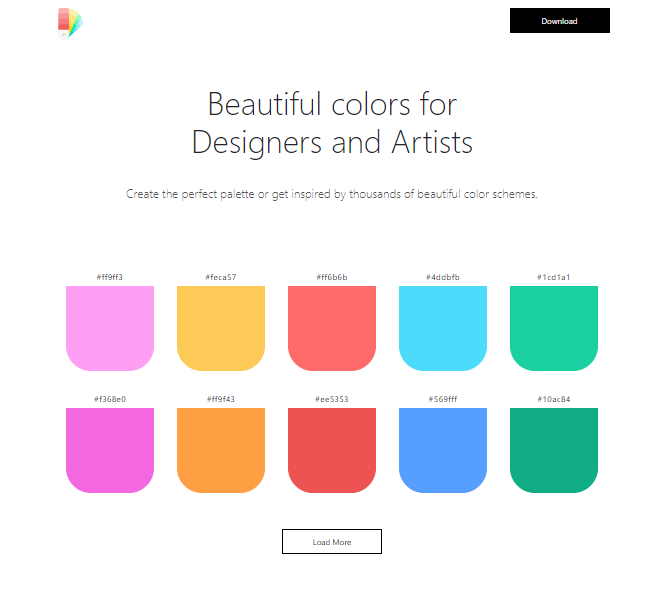 Download
Beautiful colors for
Designers and Artists
Create the perfect palette or get inspired by thousands of beautiful color schemes.
#ff9ff3 #feca57 #ff6b6b #4ddbfb #1cd1a1
#f368e0 #ff9f43 #ee5353 #569fff #10ac84
Load More